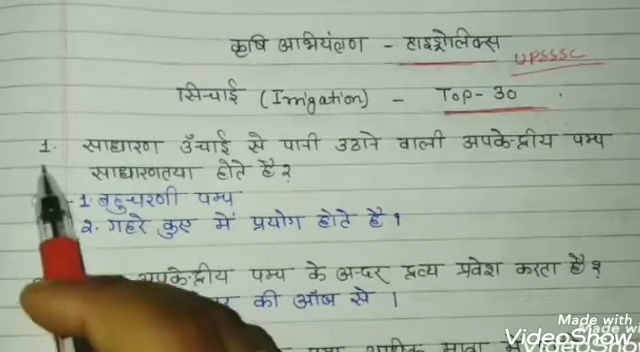 कृषि अभियंत्रण - हाइड्रोलिक्स
UPSSSC
सिंचाई (Irrigation) - Top-30
1. साधारण ऊँचाई से पानी उठाने वाली अपकेन्द्रीय पम्प
साधारणतया होते है?
1. बहुचरणी पम्प
2. गहरे कुए में प्रयोग होते है।
अपकेन्द्रीय पम्प के अन्दर द्रव्य प्रवेश करता है?
की ऑख से।
Made with
VideoShow